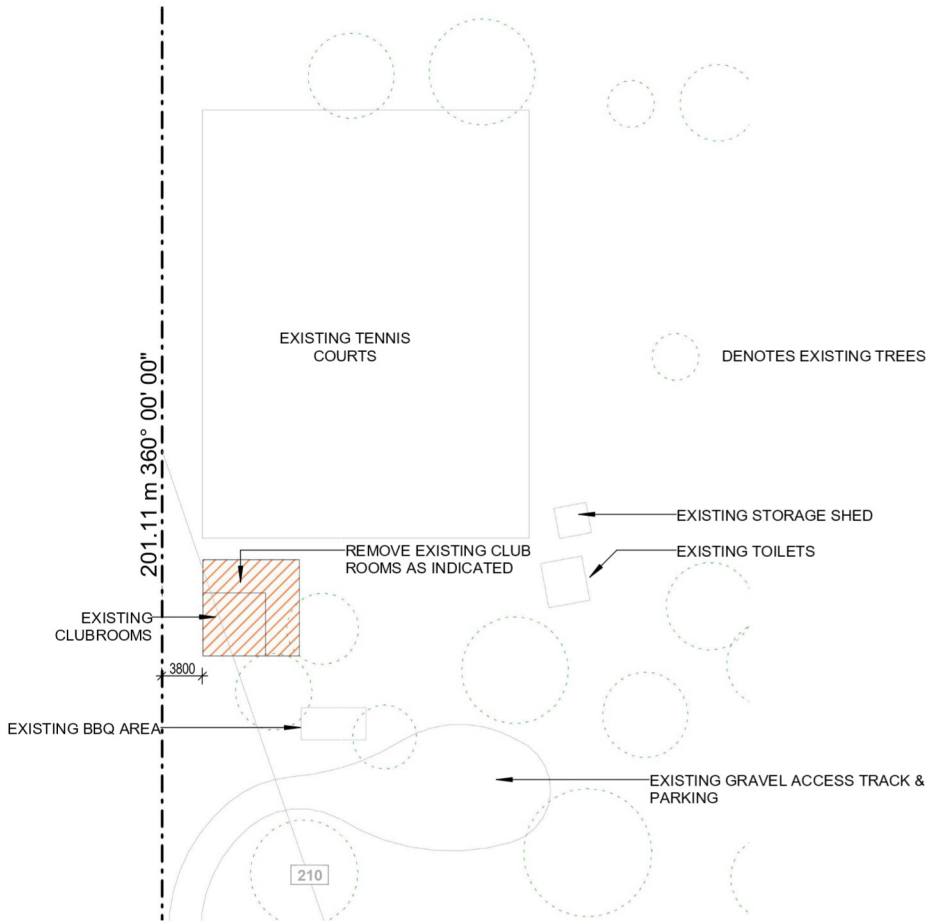 EXISTING TENNIS
COURTS
DENOTES EXISTING TREES
201.11 m 360° 00' 00"
EXISTING STORAGE SHED
REMOVE EXISTING CLUB
ROOMS AS INDICATED
EXISTING TOILETS
EXISTING
CLUBROOMS
3800
EXISTING BBQ AREA
EXISTING GRAVEL ACCESS TRACK &
PARKING
210